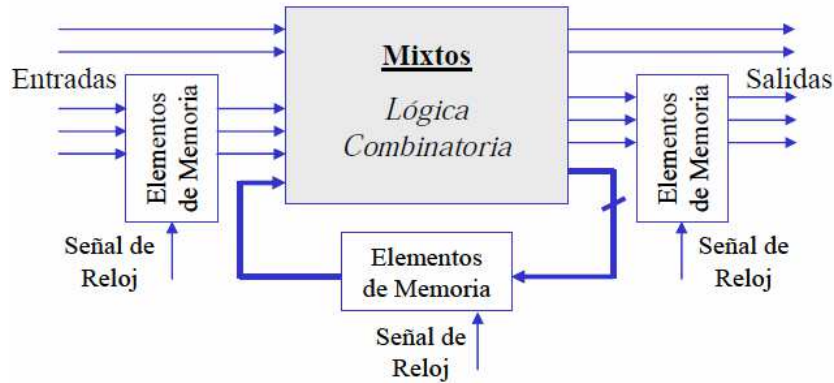 Mixtos
Lógica
Combinatoria
Entradas
Elementos
de Memoria
Señal de
Reloj
Elementos
de Memoria
Señal de
Reloj
Salidas
Elementos
de Memoria
Señal de
Reloj